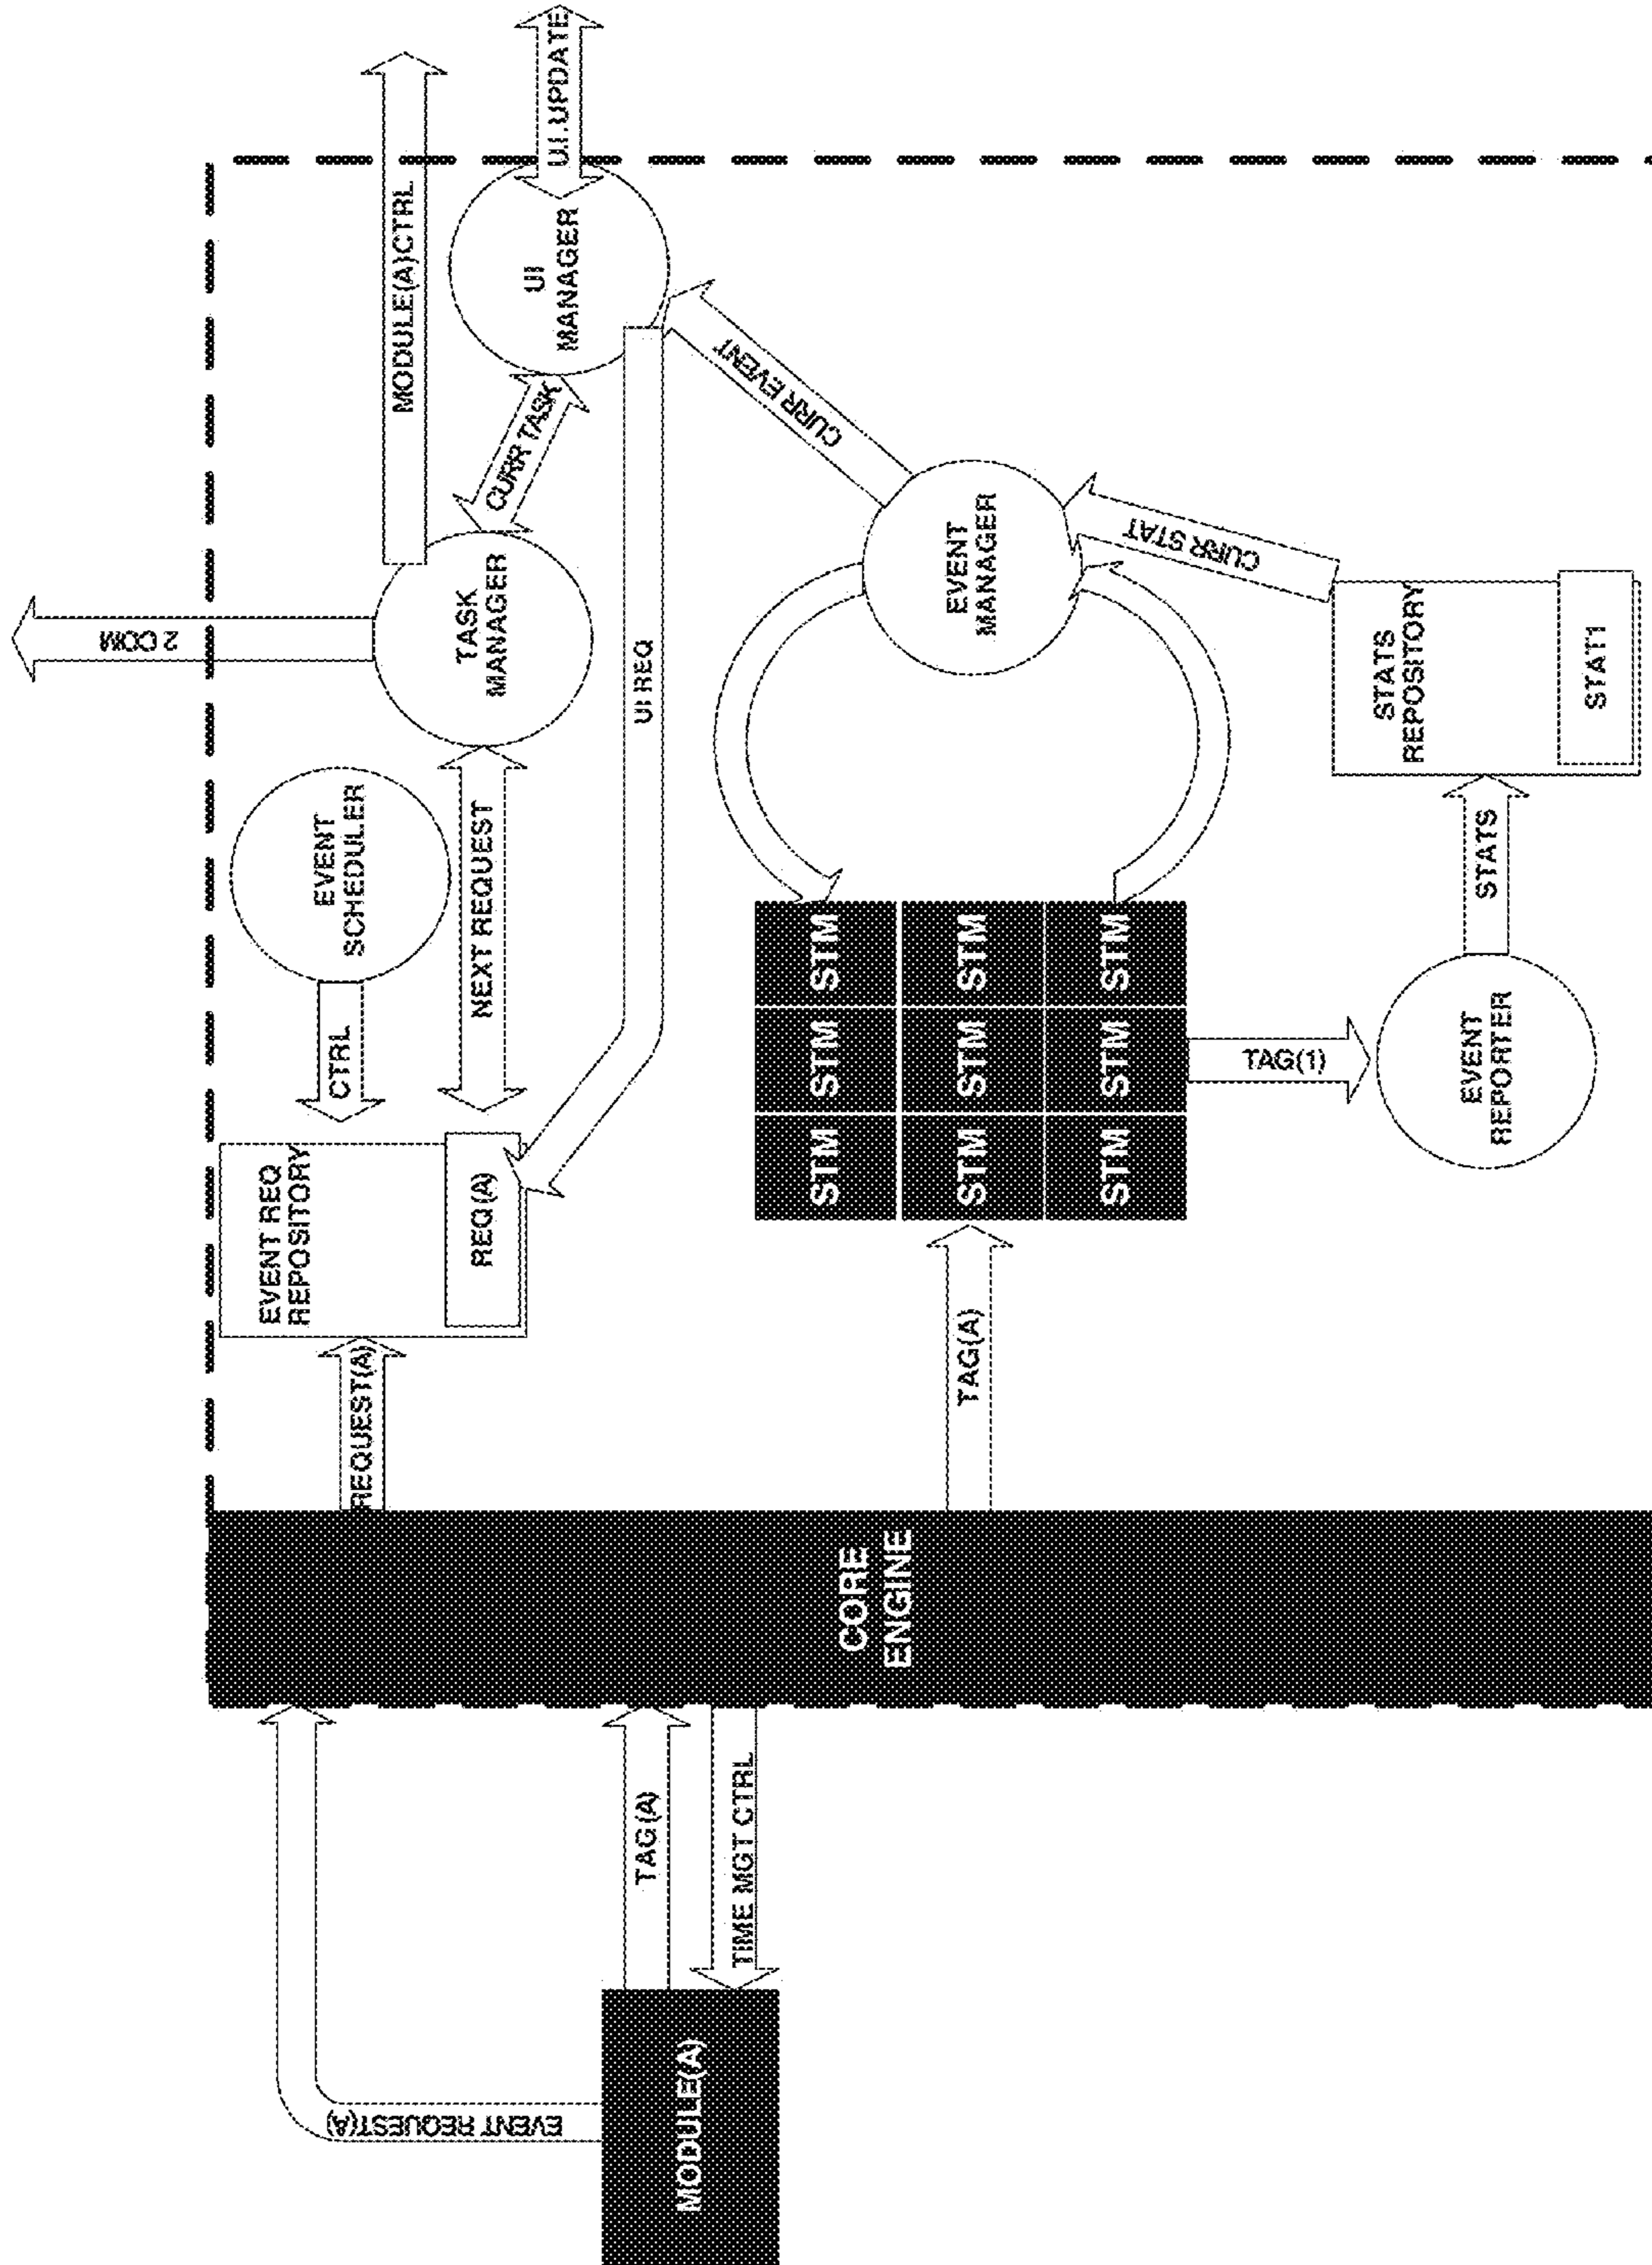 2 COM
MODULE(A)CTRL
U.I.UPDATE
UI
MANAGER
CURR TASK
TASK
MANAGER
EVENT
SCHEDULER
CTRL
NEXT REQUEST
UI REQ
EVENT REQ
REPOSITORY
REQ(A)
REQUEST(A)
CURR EVENT
EVENT
MANAGER
CURR STAT
STATS
REPOSITORY
STAT1
STATS
EVENT
REPORTER
TAG(1)
STM STM STM
STM STM STM
STM STM STM
TAG(A)
CORE
ENGINE
EVENT REQUEST(A)
TAG(A)
TIME MGT CTRL
MODULE(A)